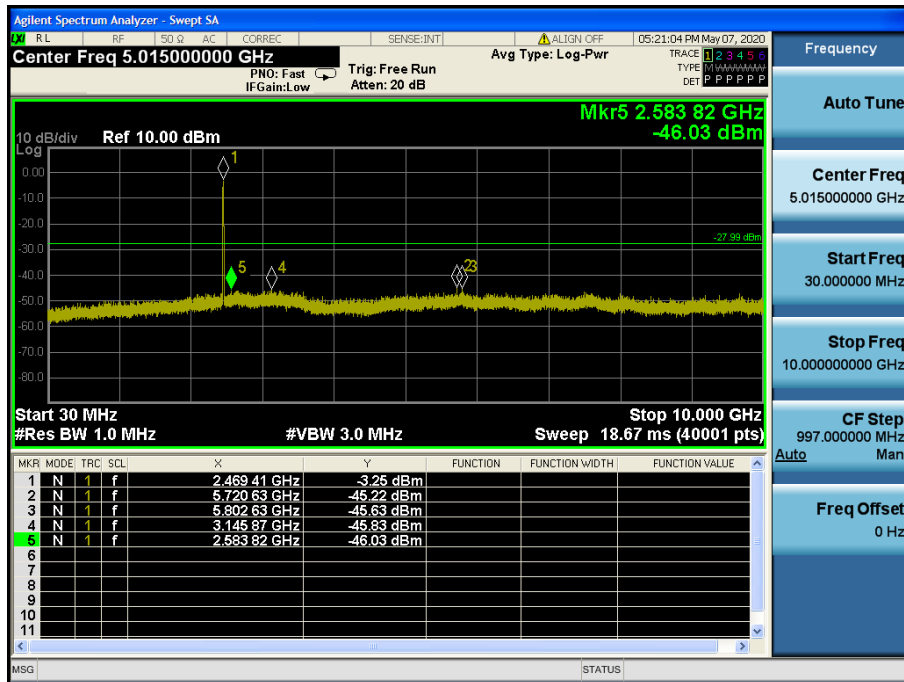 Agilent Spectrum Analyzer - Swept SA
LXI RL RF 50 Ω AC CORREC SENSE:INT ALIGN OFF 05:21:04 PM May 07, 2020
Center Freq 5.015000000 GHz
PNO: Fast
IFGain:Low
Trig: Free Run
Atten: 20 dB
Avg Type: Log-Pwr
TRACE 1 2 3 4 5 6
TYPE M W W W W W
DET P P P P P P
Mkr5 2.583 82 GHz
-46.03 dBm
10 dB/div Ref 10.00 dBm
Log
0.00
-10.0
-20.0
-30.0
-40.0
-50.0
-60.0
-70.0
-80.0
1
5
4
2 3
-27.99 dBm
Start 30 MHz Stop 10.000 GHz
#Res BW 1.0 MHz #VBW 3.0 MHz Sweep 18.67 ms (40001 pts)
MKR MODE TRC SCL X Y FUNCTION FUNCTION WIDTH FUNCTION VALUE
1 N 1 f 2.469 41 GHz -3.25 dBm
2 N 1 f 5.720 63 GHz -45.22 dBm
3 N 1 f 5.802 63 GHz -45.63 dBm
4 N 1 f 3.145 87 GHz -45.83 dBm
5 N 1 f 2.583 82 GHz -46.03 dBm
6
7
8
9
10
11
MSG STATUS
Frequency
Auto Tune
Center Freq
5.015000000 GHz
Start Freq
30.000000 MHz
Stop Freq
10.000000000 GHz
CF Step
997.000000 MHz
Auto Man
Freq Offset
0 Hz